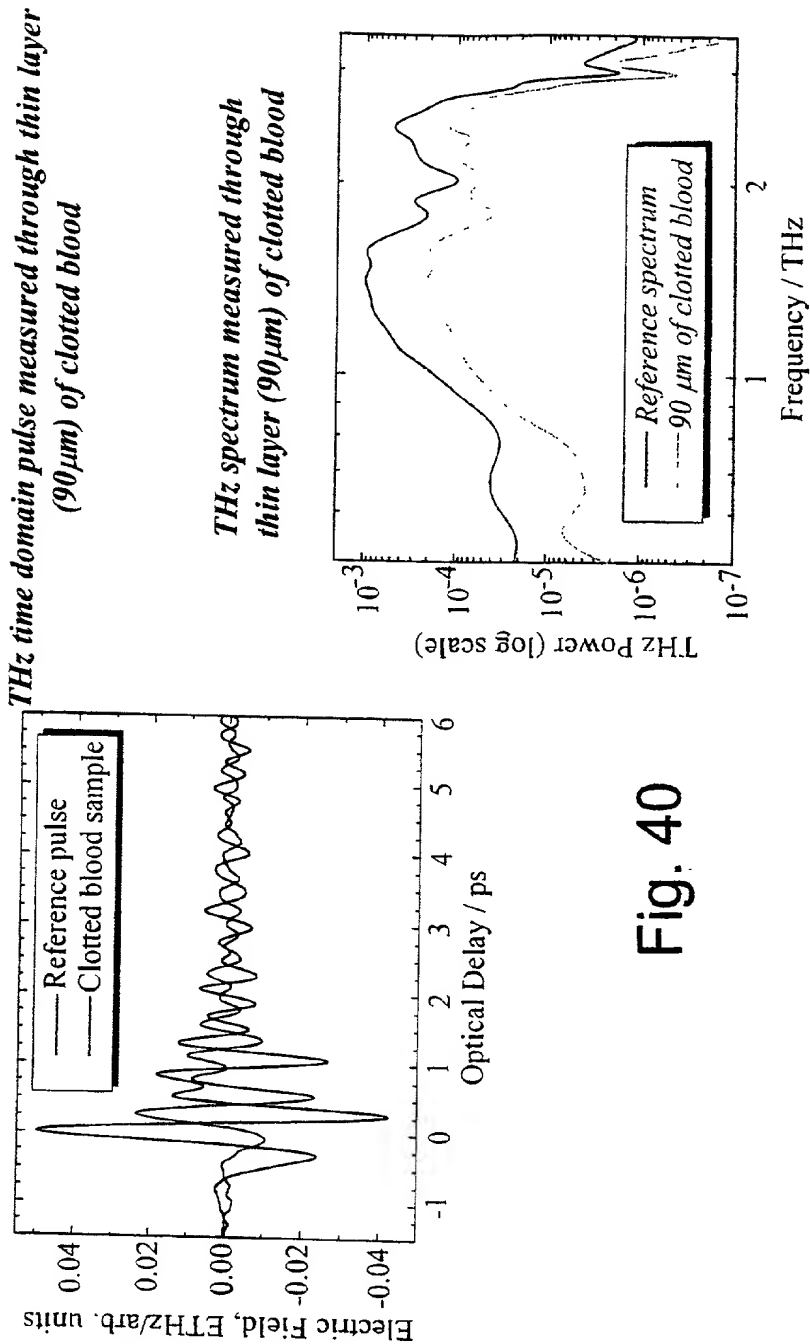 THz time domain pulse measured through thin layer
(90μm) of clotted blood
Electric Field, ETHz/arb. units
0.04
0.02
0.00
-0.02
-0.04
Reference pulse
Clotted blood sample
-1
0
1
2
3
4
5
6
Optical Delay / ps
THz spectrum measured through
thin layer (90μm) of clotted blood
THz Power (log scale)
10-3
10-4
10-5
10-6
10-7
Reference spectrum
90 μm of clotted blood
1
2
Frequency / THz
Fig. 40